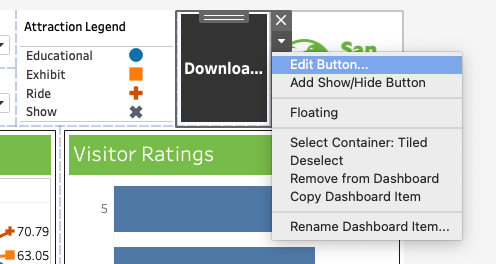 Attraction Legend
Educational
Exhibit
Ride
Show
Downloa...
San
Edit Button...
Add Show/Hide Button
Floating
Select Container: Tiled
Deselect
Remove from Dashboard
Copy Dashboard Item
Rename Dashboard Item...
Visitor Ratings
5
70.79
63.05